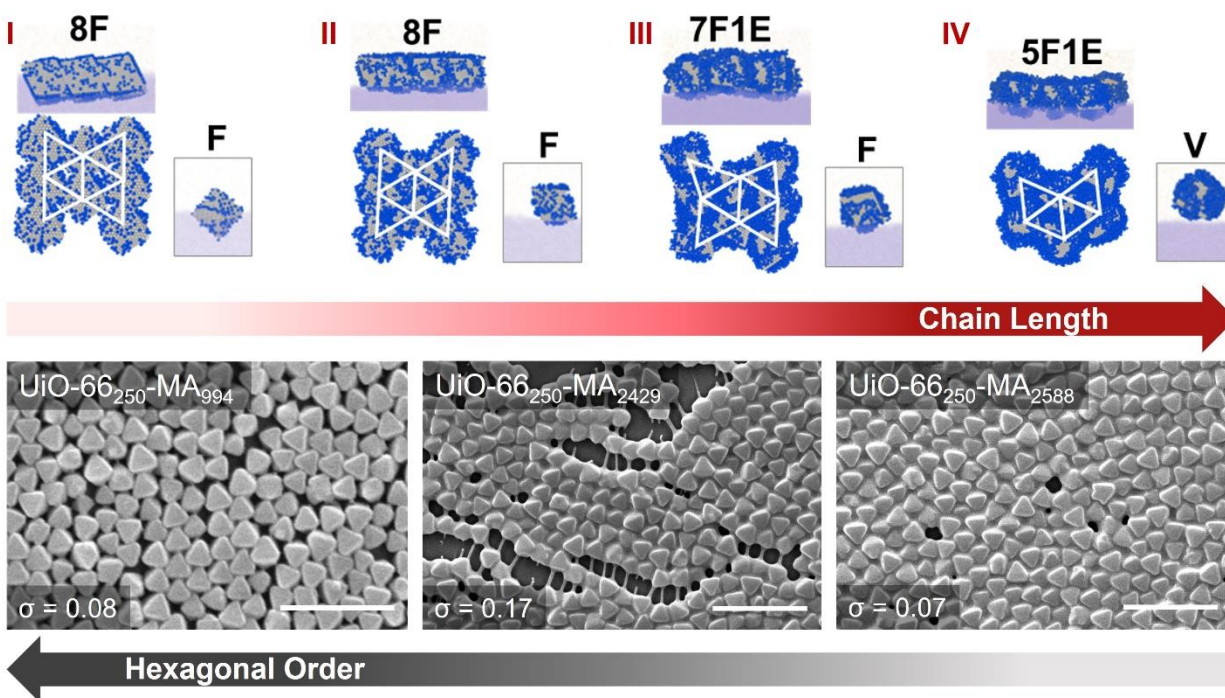 I
8F
II
8F
III
7F1E
IV
5F1E
F
F
F
V
Chain Length
UiO-66₂₅₀-MA₉₉₄
UiO-66₂₅₀-MA₂₄₂₉
UiO-66₂₅₀-MA₂₅₈₈
σ = 0.08
σ = 0.17
σ = 0.07
Hexagonal Order